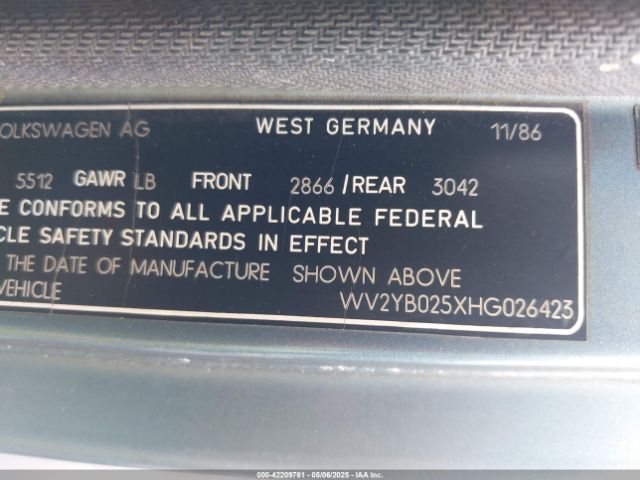 OLKSWAGEN AG WEST GERMANY 11/86
5512 GAWR LB FRONT 2866 / REAR 3042
E CONFORMS TO ALL APPLICABLE FEDERAL
CLE SAFETY STANDARDS IN EFFECT
THE DATE OF MANUFACTURE SHOWN ABOVE
VEHICLE WV2YB025XHG026423
000-42209761 - 05/06/2025 - IAA Inc.